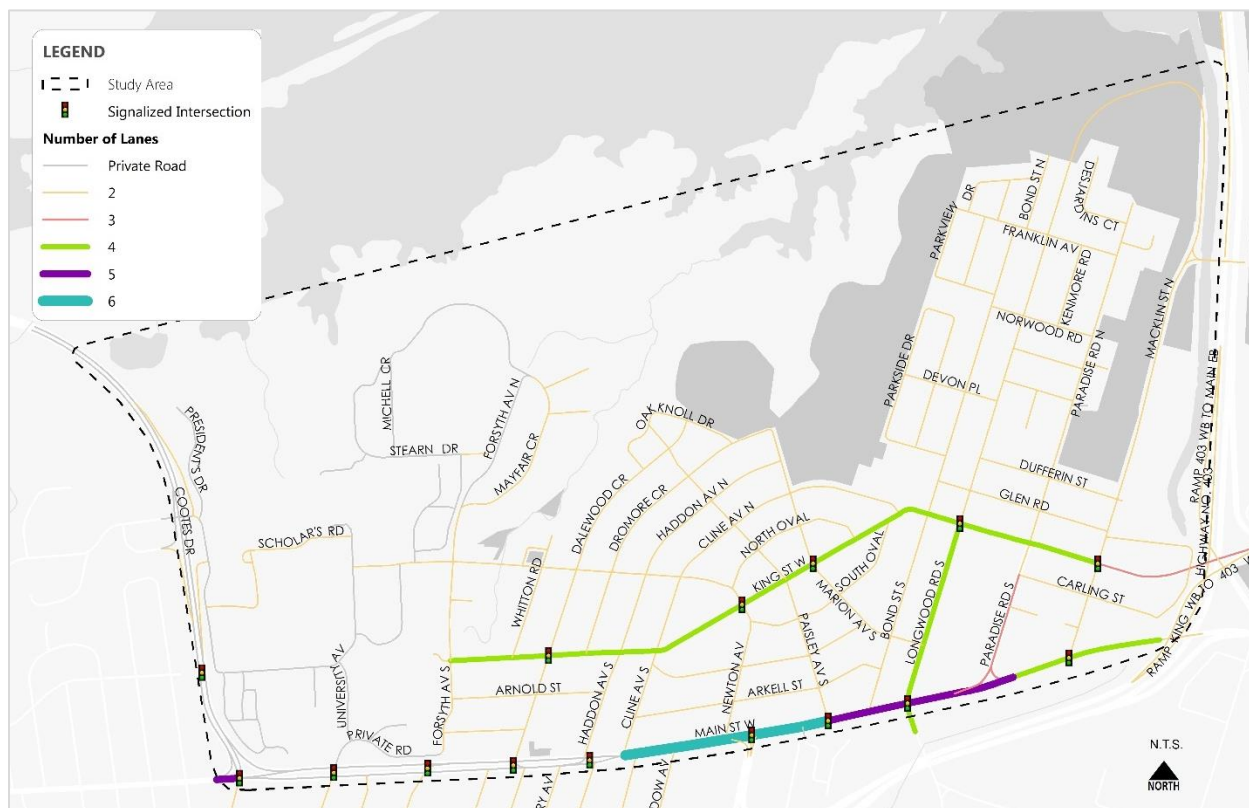 LEGEND
Study Area
Signalized Intersection
Number of Lanes
Private Road
2
3
4
5
6
PARKVIEW DR
BOND ST N
DESJARD
INS CT
FRANKLIN AV
KENMORE RD
NORWOOD RD
MACKLIN ST N
PARKSIDE DR
DEVON PL
PARADISE RD N
RAMP 403 WB TO MAIN EB
MICHELL CR
FORSYTH AV N
STEARN DR
MAYFAIR CR
OAK KNOLL DR
PRESIDENT'S DR
COOTES DR
DALEWOOD CR
DROMORE CR
HADDON AV N
CLINE AV N
NORTH OVAL
DUFFERIN ST
GLEN RD
HIGHWAY NO. 403
SCHOLAR'S RD
WHITTON RD
KING ST W
SOUTH OVAL
MARION AV S
BOND ST S
LONGWOOD RD S
PARADISE RD S
CARLING ST
RAMP KING WB TO 403 W
UNIVERSITY AV
FORSYTH AV S
ARNOLD ST
HADDON AV S
CLINE AV S
NEWTON AV
PAISLEY AV S
ARKELL ST
MAIN ST W
PRIVATE RD
RY AV
DOW AV
N.T.S.
NORTH